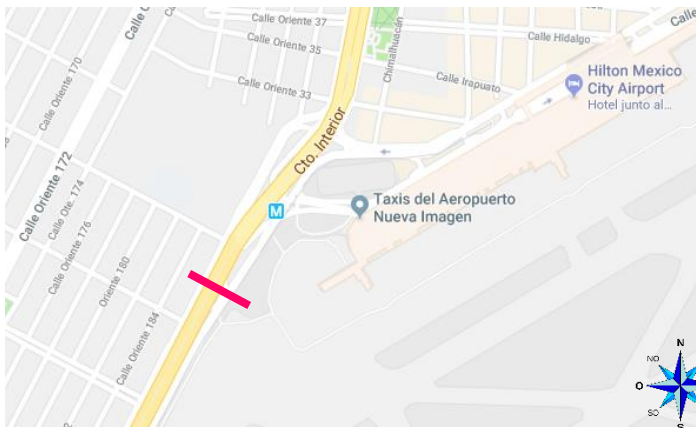 Calle Oriente 37
Calle Oriente 35
Calle Oriente 33
Calle Oriente 170
Calle Oriente 172
Calle Ote. 174
Calle Oriente 176
Oriente 180
Calle Oriente 184
Cto. Interior
Chimalhuacán
Calle Hidalgo
Calle Irapuato
Calle
Hilton Mexico
City Airport
Hotel junto al...
M
Taxis del Aeropuerto
Nueva Imagen
N
NO
O
SO
S